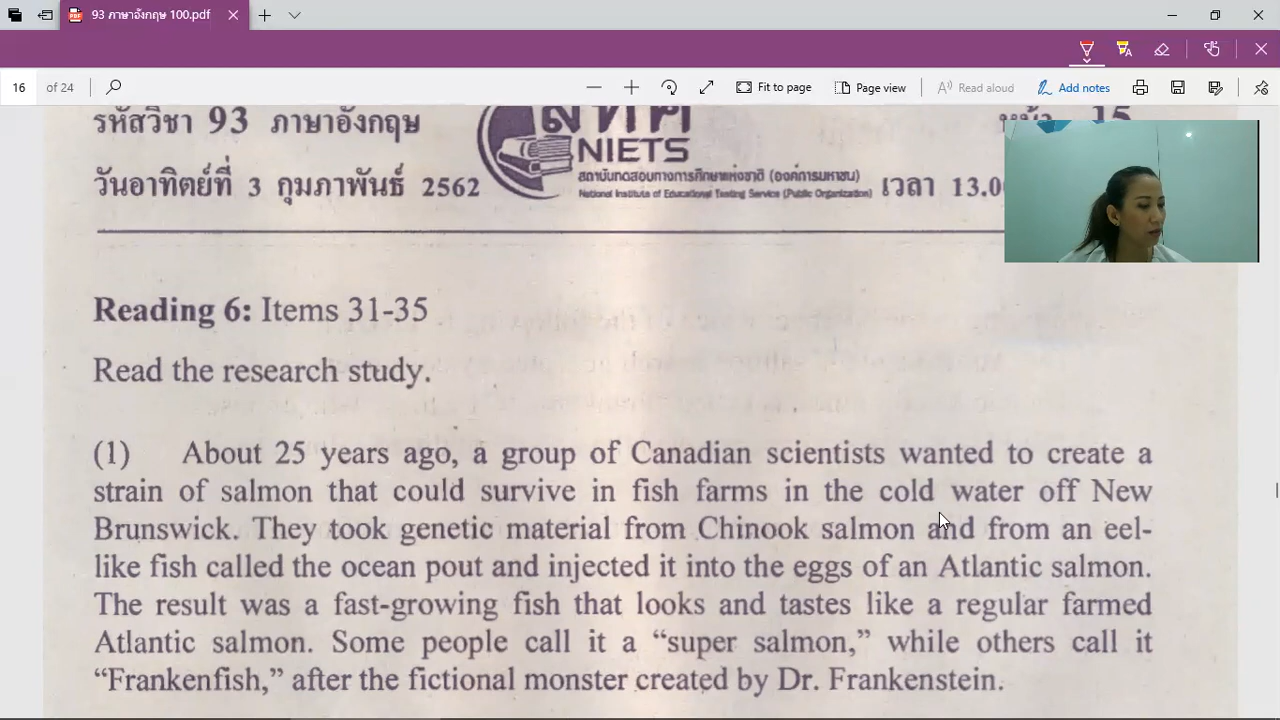 93 ภาษาอังกฤษ 100.pdf
16 of 24
Fit to page
Page view
Read aloud
Add notes
รหัสวิชา 93 ภาษาอังกฤษ
สทศ
หน้า 15
NIETS
สถาบันทดสอบทางการศึกษาแห่งชาติ (องค์การมหาชน)
National Institute of Educational Testing Service (Public Organization)
วันอาทิตย์ที่ 3 กุมภาพันธ์ 2562
เวลา 13.00
Reading 6: Items 31-35
Read the research study.
(1) About 25 years ago, a group of Canadian scientists wanted to create a
strain of salmon that could survive in fish farms in the cold water off New
Brunswick. They took genetic material from Chinook salmon and from an eel-
like fish called the ocean pout and injected it into the eggs of an Atlantic salmon.
The result was a fast-growing fish that looks and tastes like a regular farmed
Atlantic salmon. Some people call it a “super salmon,” while others call it
“Frankenfish,” after the fictional monster created by Dr. Frankenstein.